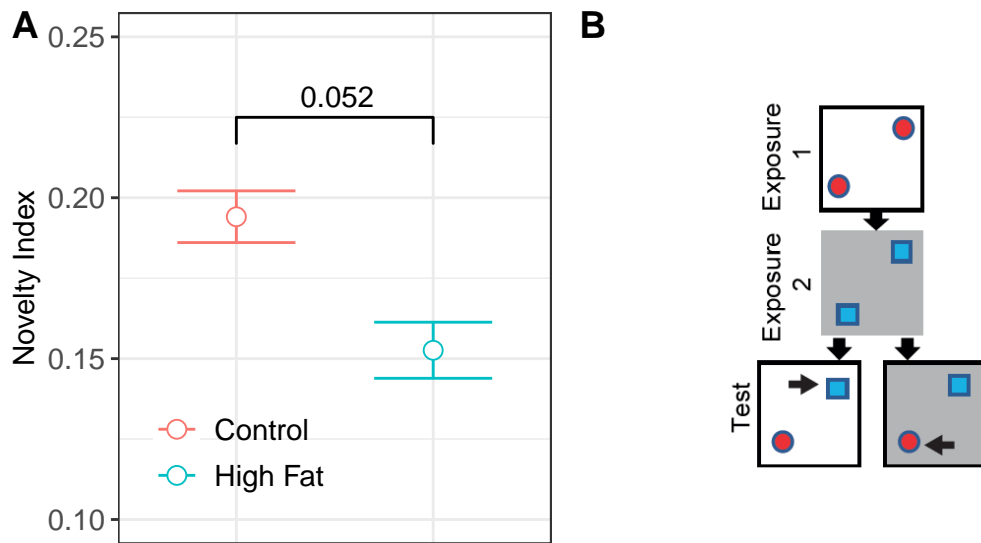 A
B
0.25
0.20
0.15
0.10
Novelty Index
0.052
Control
High Fat
Exposure
1
Exposure
2
Test